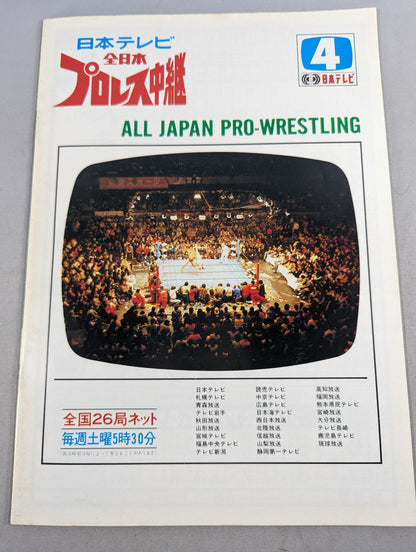 日本テレビ
全日本
プロレス中継
4
日本テレビ
ALL JAPAN PRO-WRESTLING
全国26局ネット
毎週土曜5時30分
日本テレビ
札幌テレビ
青森放送
テレビ岩手
秋田放送
山形放送
宮城テレビ
福島中央テレビ
テレビ新潟
読売テレビ
中京テレビ
広島テレビ
日本海テレビ
西日本放送
北陸放送
信越放送
山梨放送
静岡第一テレビ
高知放送
福岡放送
熊本県民テレビ
宮崎放送
大分放送
テレビ長崎
鹿児島テレビ
琉球放送